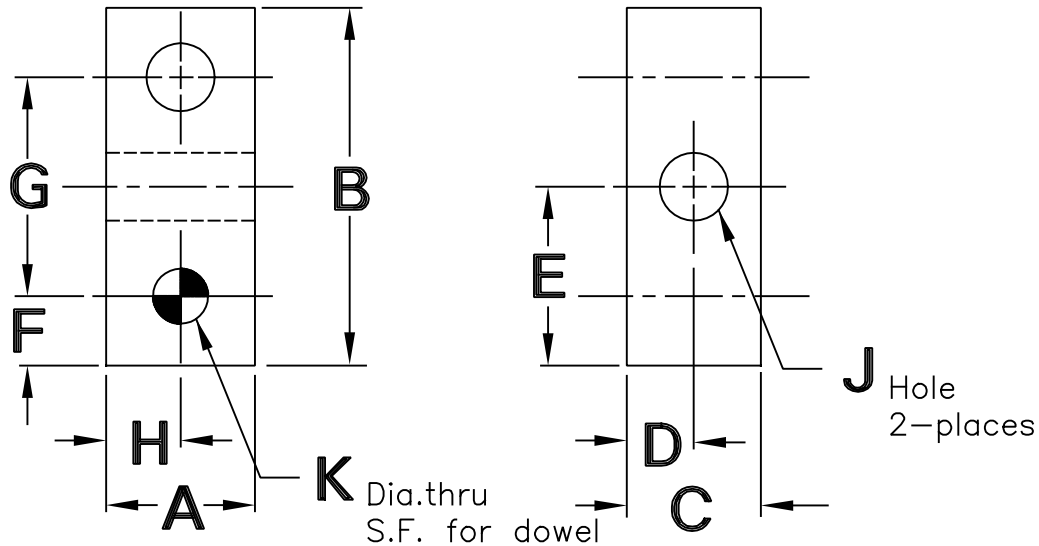 G
B
F
E
H
A
K Dia.thru
S.F. for dowel
D
C
J Hole
2-places